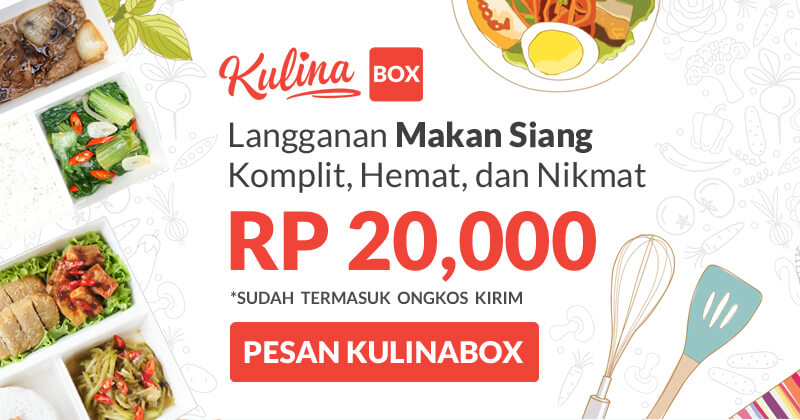 Kulina BOX
Langganan Makan Siang
Komplit, Hemat, dan Nikmat
RP 20,000
*SUDAH TERMASUK ONGKOS KIRIM
PESAN KULINABOX